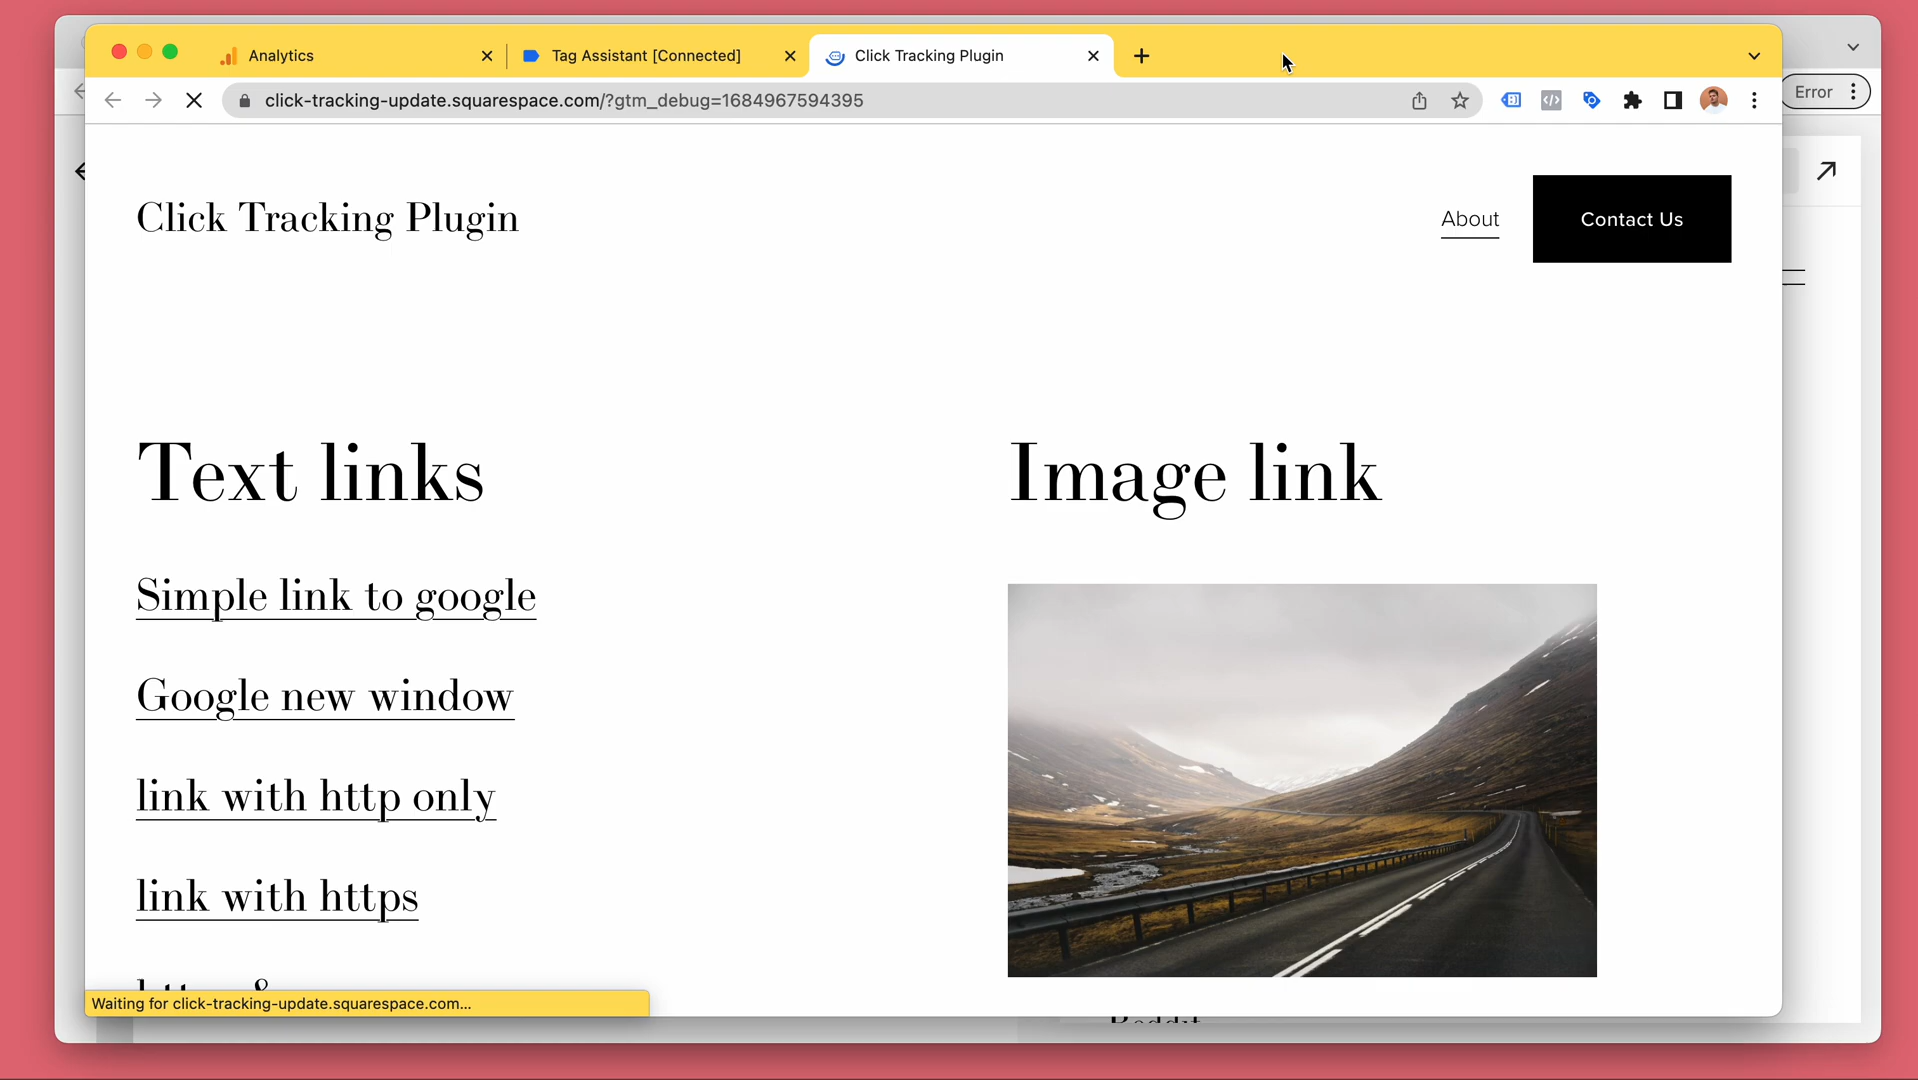 Analytics
Tag Assistant [Connected]
Click Tracking Plugin
click-tracking-update.squarespace.com/?gtm_debug=1684967594395
Error
Click Tracking Plugin
About
Contact Us
Text links
Image link
Simple link to google
Google new window
link with http only
link with https
Waiting for click-tracking-update.squarespace.com...
Reddit